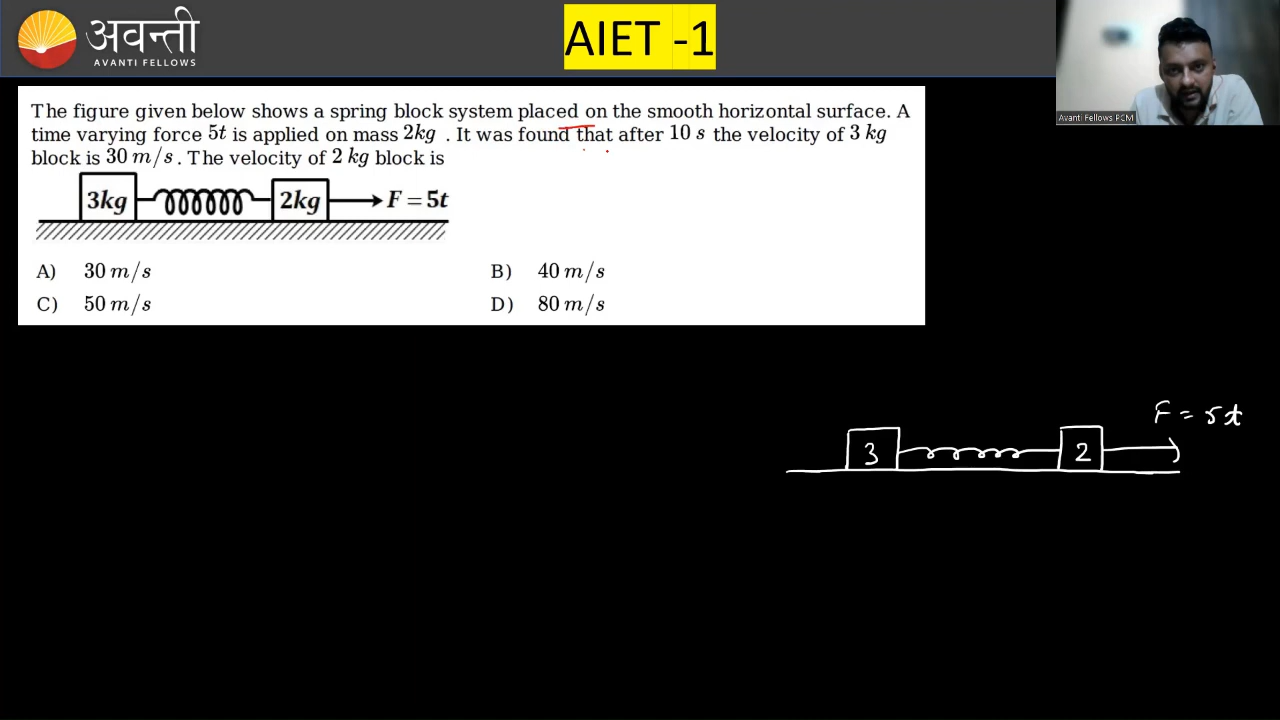 अवन्ती
AVANTI FELLOWS
AIET -1
Avanti Fellows PCM
The figure given below shows a spring block system placed on the smooth horizontal surface. A
time varying force 5t is applied on mass 2kg . It was found that after 10 s the velocity of 3 kg
block is 30 m/s . The velocity of 2 kg block is
3kg 2kg F = 5t
A) 30 m/s B) 40 m/s
C) 50 m/s D) 80 m/s
F = 5t
3 2